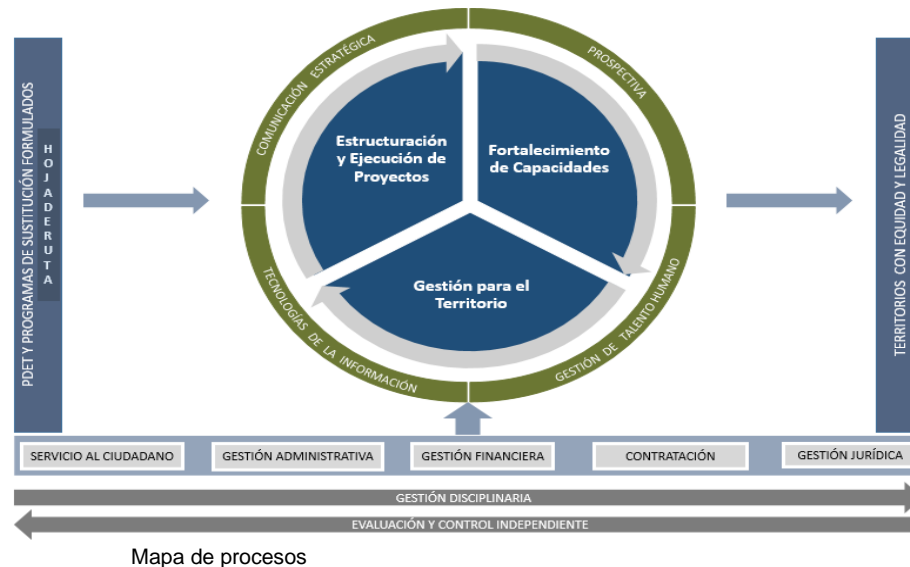 PDET Y PROGRAMAS DE SUSTITUCIÓN FORMULADOS
HOJADERUTA
COMUNICACIÓN ESTRATÉGICA
PROSPECTIVA
Estructuración
y Ejecución de
Proyectos
Fortalecimiento
de Capacidades
Gestión para el
Territorio
TECNOLOGÍAS DE LA INFORMACIÓN
GESTIÓN DE TALENTO HUMANO
TERRITORIOS CON EQUIDAD Y LEGALIDAD
SERVICIO AL CIUDADANO
GESTIÓN ADMINISTRATIVA
GESTIÓN FINANCIERA
CONTRATACIÓN
GESTIÓN JURÍDICA
GESTIÓN DISCIPLINARIA
EVALUACIÓN Y CONTROL INDEPENDIENTE
Mapa de procesos